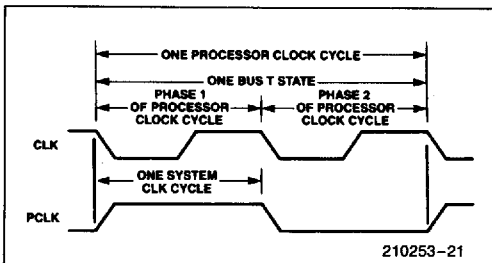 ONE PROCESSOR CLOCK CYCLE
ONE BUS T STATE
PHASE 1
OF PROCESSOR
CLOCK CYCLE
PHASE 2
OF PROCESSOR
CLOCK CYCLE
CLK
ONE SYSTEM
CLK CYCLE
PCLK
210253–21